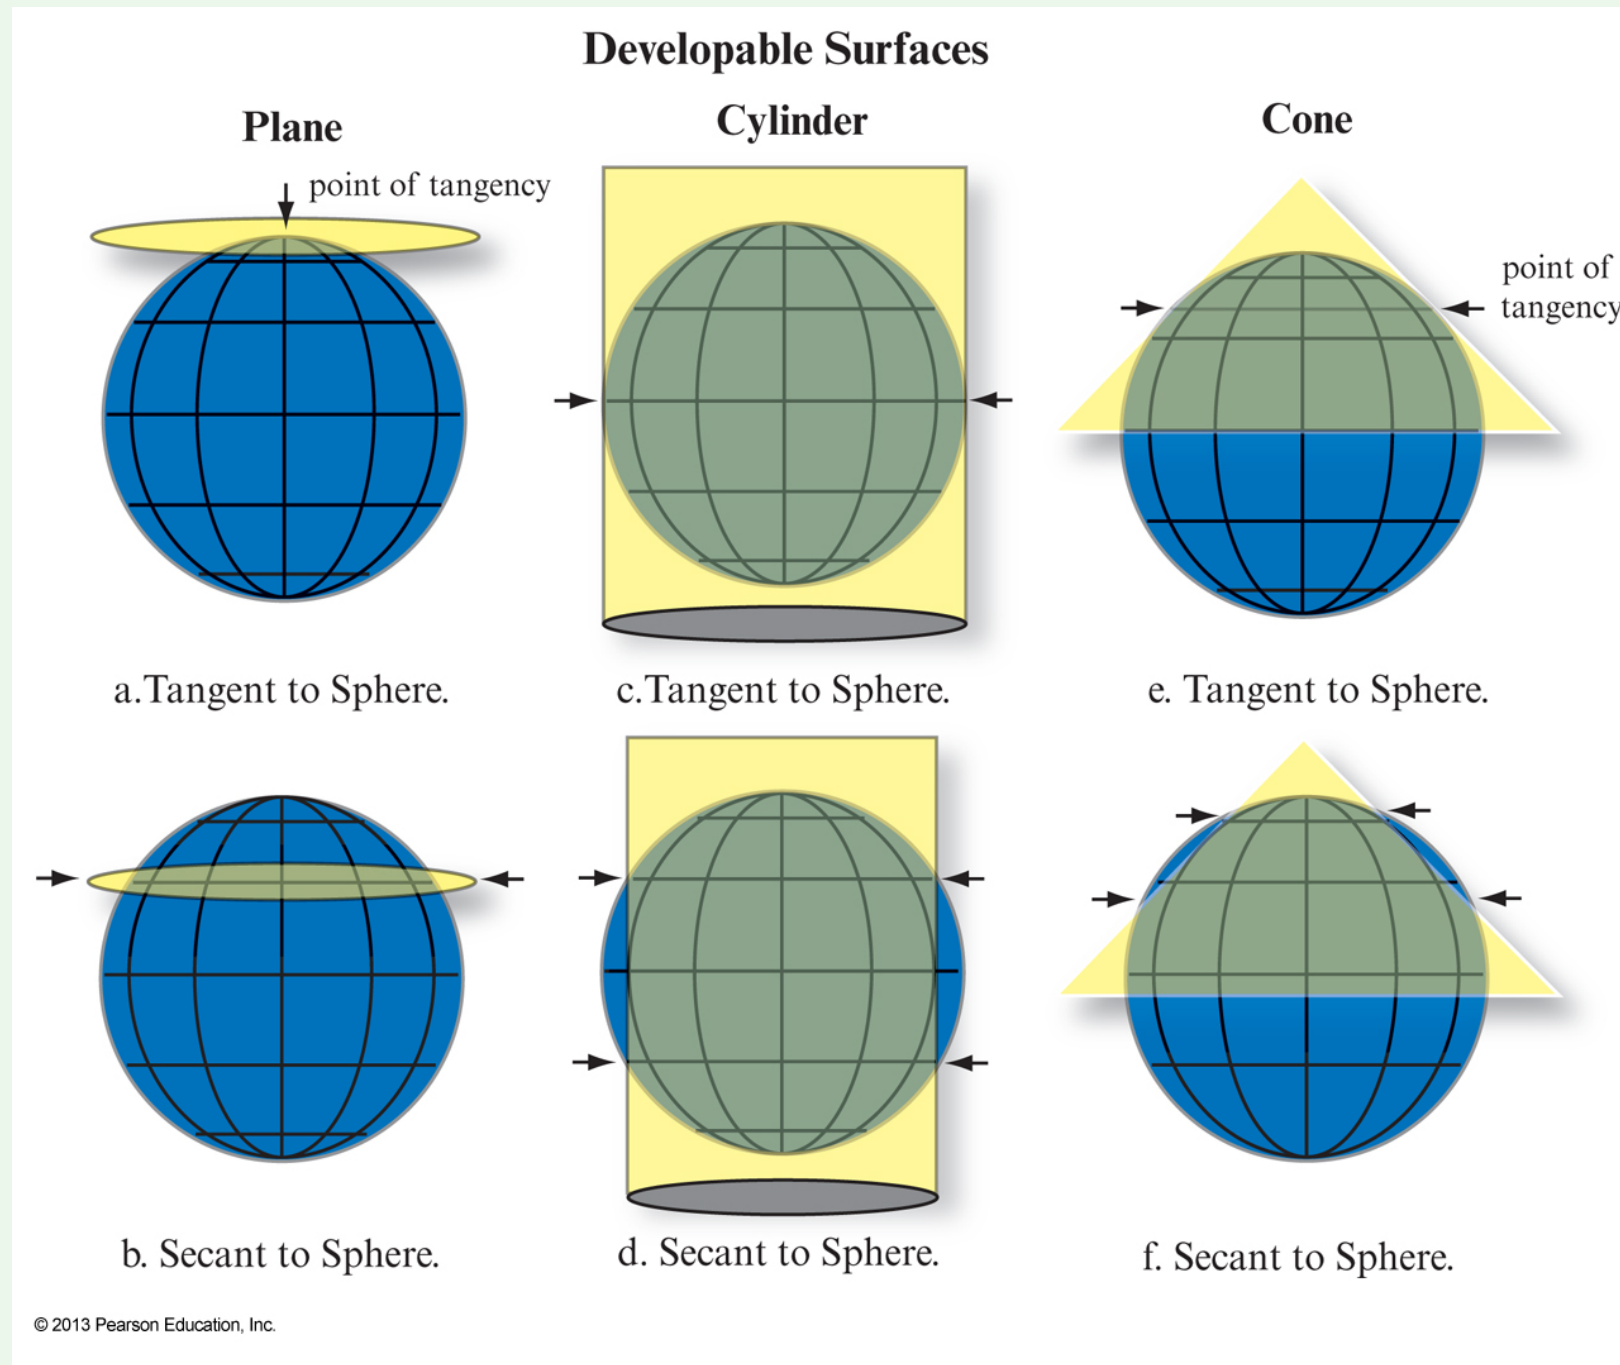 Developable Surfaces
Plane
Cylinder
Cone
point of tangency
point of
tangency
a.Tangent to Sphere.
c.Tangent to Sphere.
e. Tangent to Sphere.
b. Secant to Sphere.
d. Secant to Sphere.
f. Secant to Sphere.
© 2013 Pearson Education, Inc.